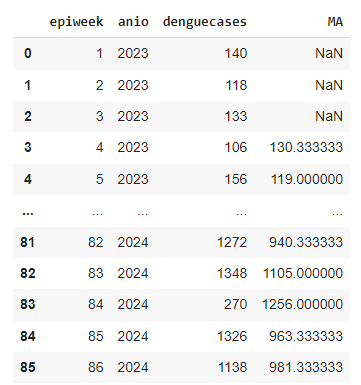 epiweek anio denguecases MA
0 1 2023 140 NaN
1 2 2023 118 NaN
2 3 2023 133 NaN
3 4 2023 106 130.333333
4 5 2023 156 119.000000
... ... ... ... ...
81 82 2024 1272 940.333333
82 83 2024 1348 1105.000000
83 84 2024 270 1256.000000
84 85 2024 1326 963.333333
85 86 2024 1138 981.333333